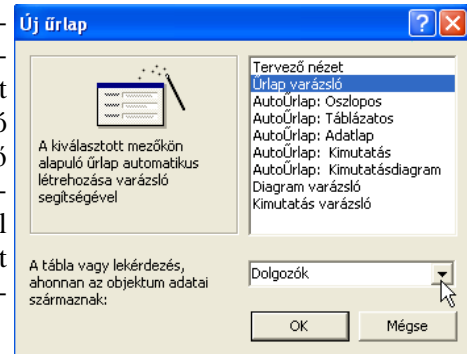 Új űrlap
Tervező nézet
Űrlap varázsló
AutoŰrlap: Oszlopos
AutoŰrlap: Táblázatos
AutoŰrlap: Adatlap
AutoŰrlap: Kimutatás
AutoŰrlap: Kimutatásdiagram
Diagram varázsló
Kimutatás varázsló
A kiválasztott mezőkön
alapuló űrlap automatikus
létrehozása varázsló
segítségével
A tábla vagy lekérdezés,
ahonnan az objektum adatai
származnak:
Dolgozók
OK
Mégse